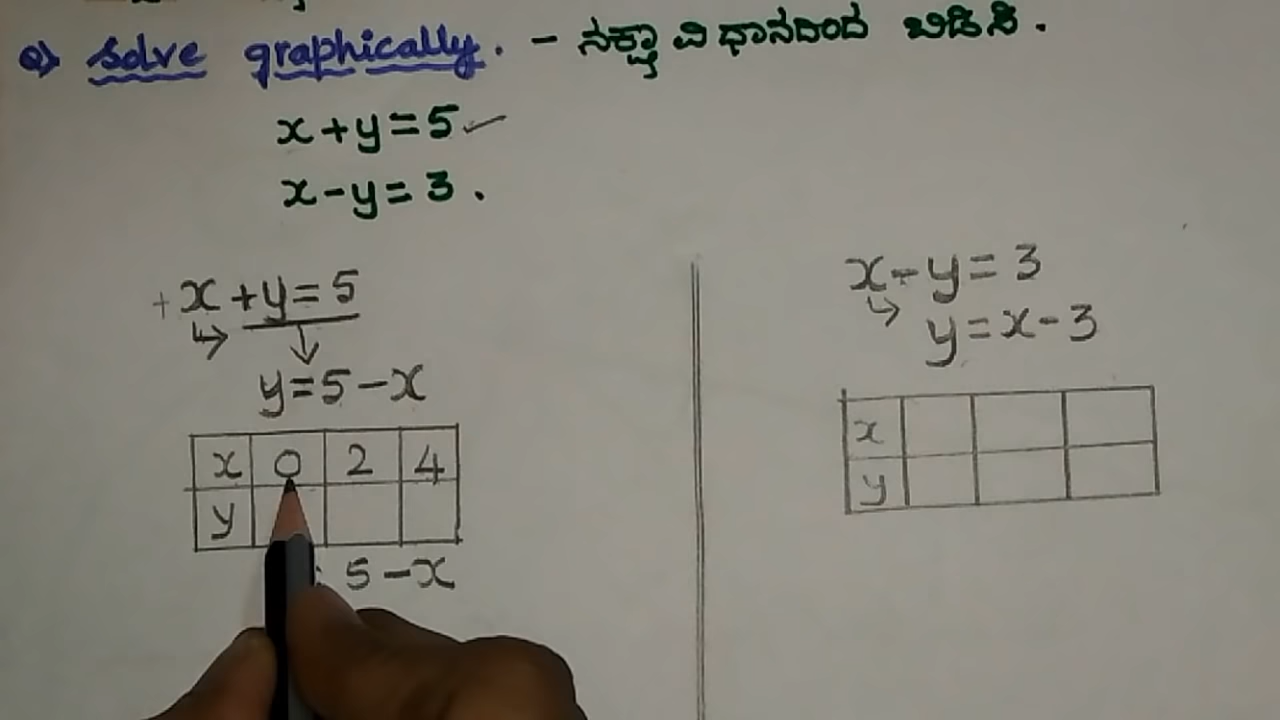 Q) solve graphically. - ನಕ್ಷಾ ವಿಧಾನದಿಂದ ಬಿಡಿಸಿ.
x+y=5
x-y=3.
+x+y=5
y=5-x
x 0 2 4
y
5-x
x-y=3
y=x-3
x
y